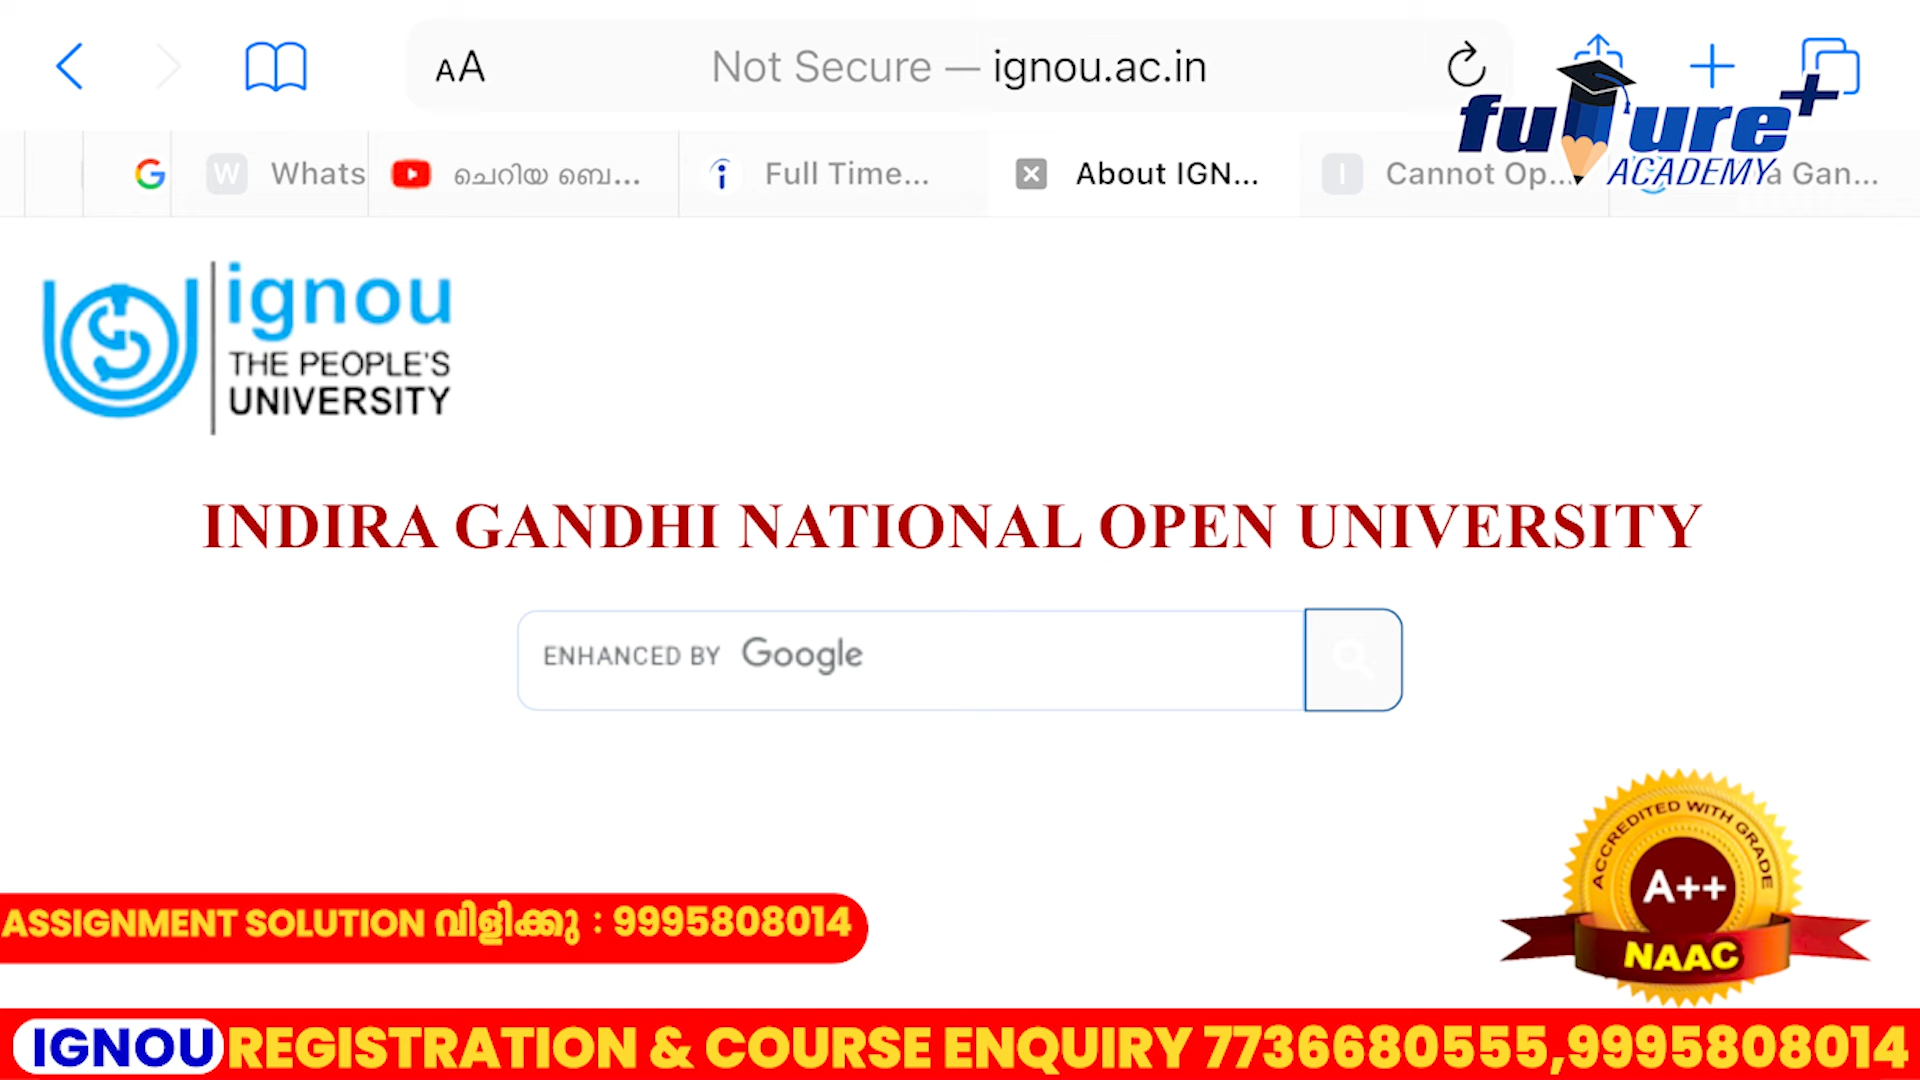 AA Not Secure — ignou.ac.in
future+
ACADEMY
W Whats ചെറിയ ബെ... Full Time... About IGN... I Cannot Op... a Gan...
ignou
THE PEOPLE'S
UNIVERSITY
INDIRA GANDHI NATIONAL OPEN UNIVERSITY
ENHANCED BY Google
ACCREDITED WITH GRADE
A++
NAAC
ASSIGNMENT SOLUTION വിളിക്കു : 9995808014
IGNOU REGISTRATION & COURSE ENQUIRY 7736680555,9995808014